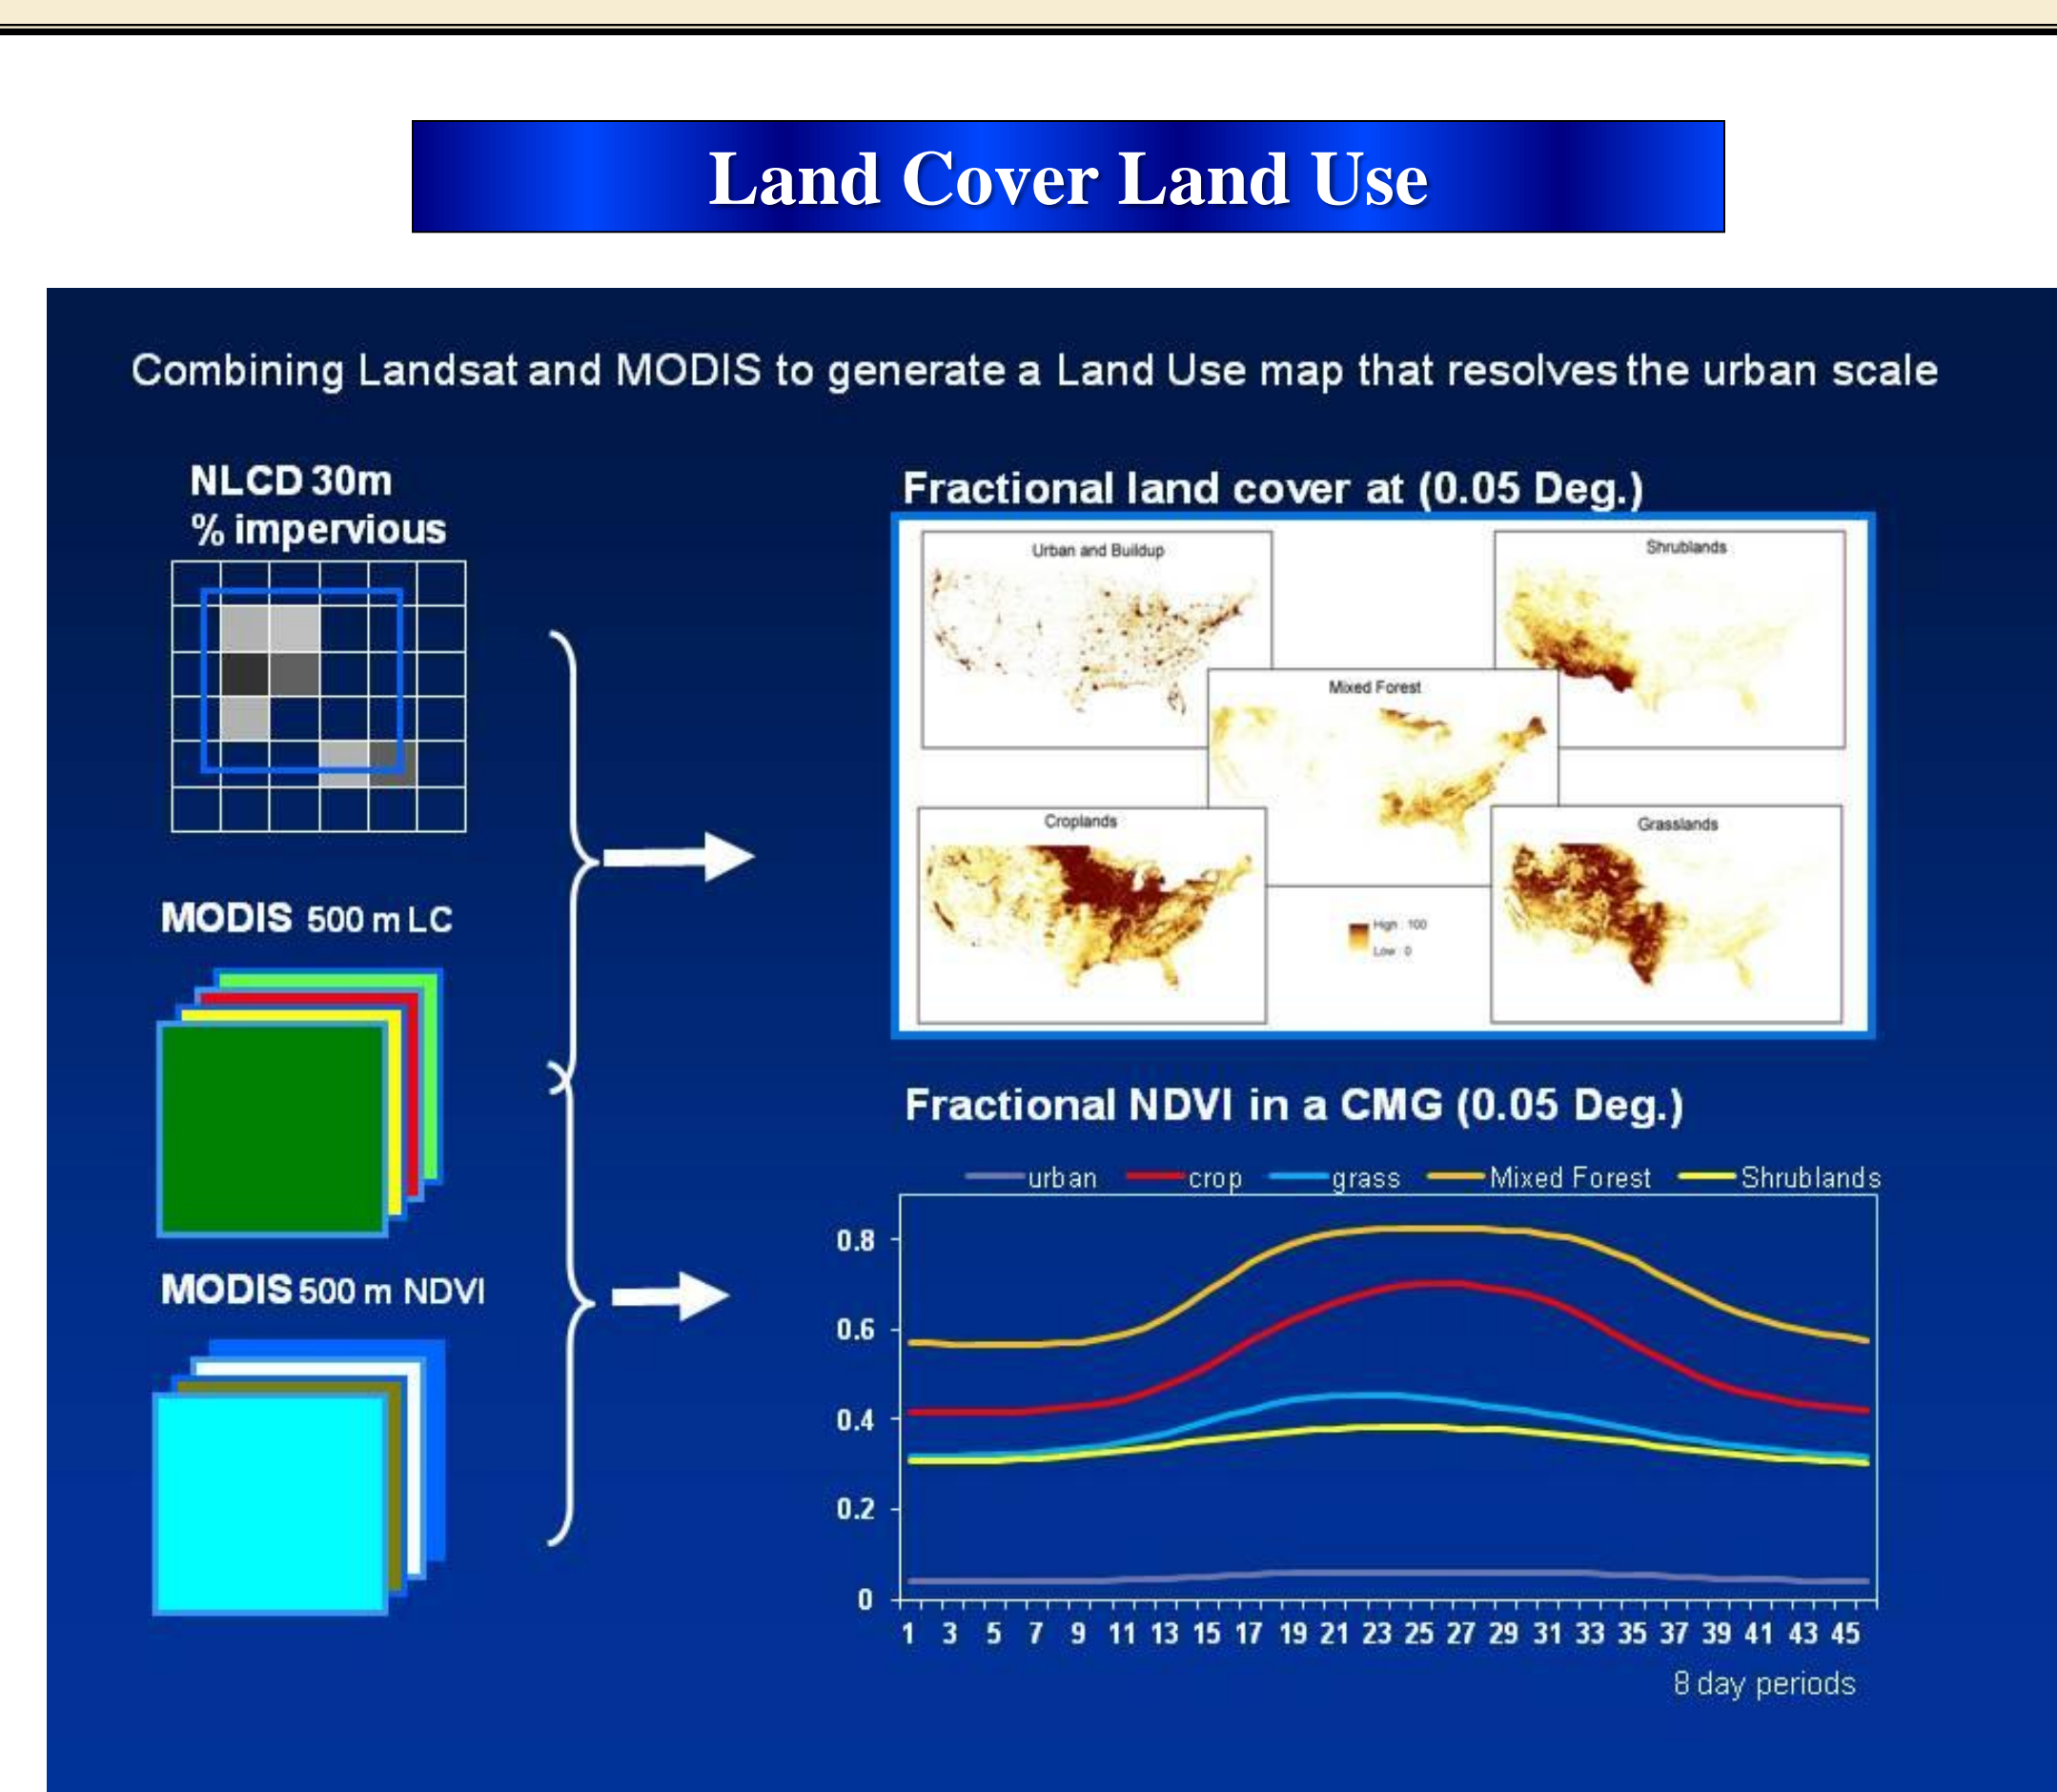 Land Cover Land Use
Combining Landsat and MODIS to generate a Land Use map that resolves the urban scale
NLCD 30m
% impervious
MODIS 500 m LC
MODIS 500 m NDVI
Fractional land cover at (0.05 Deg.)
Urban and Buildup
Shrublands
Mixed Forest
Croplands
Grasslands
High : 100
Low : 0
Fractional NDVI in a CMG (0.05 Deg.)
urban crop grass Mixed Forest Shrublands
0.8
0.6
0.4
0.2
0
1 3 5 7 9 11 13 15 17 19 21 23 25 27 29 31 33 35 37 39 41 43 45
8 day periods